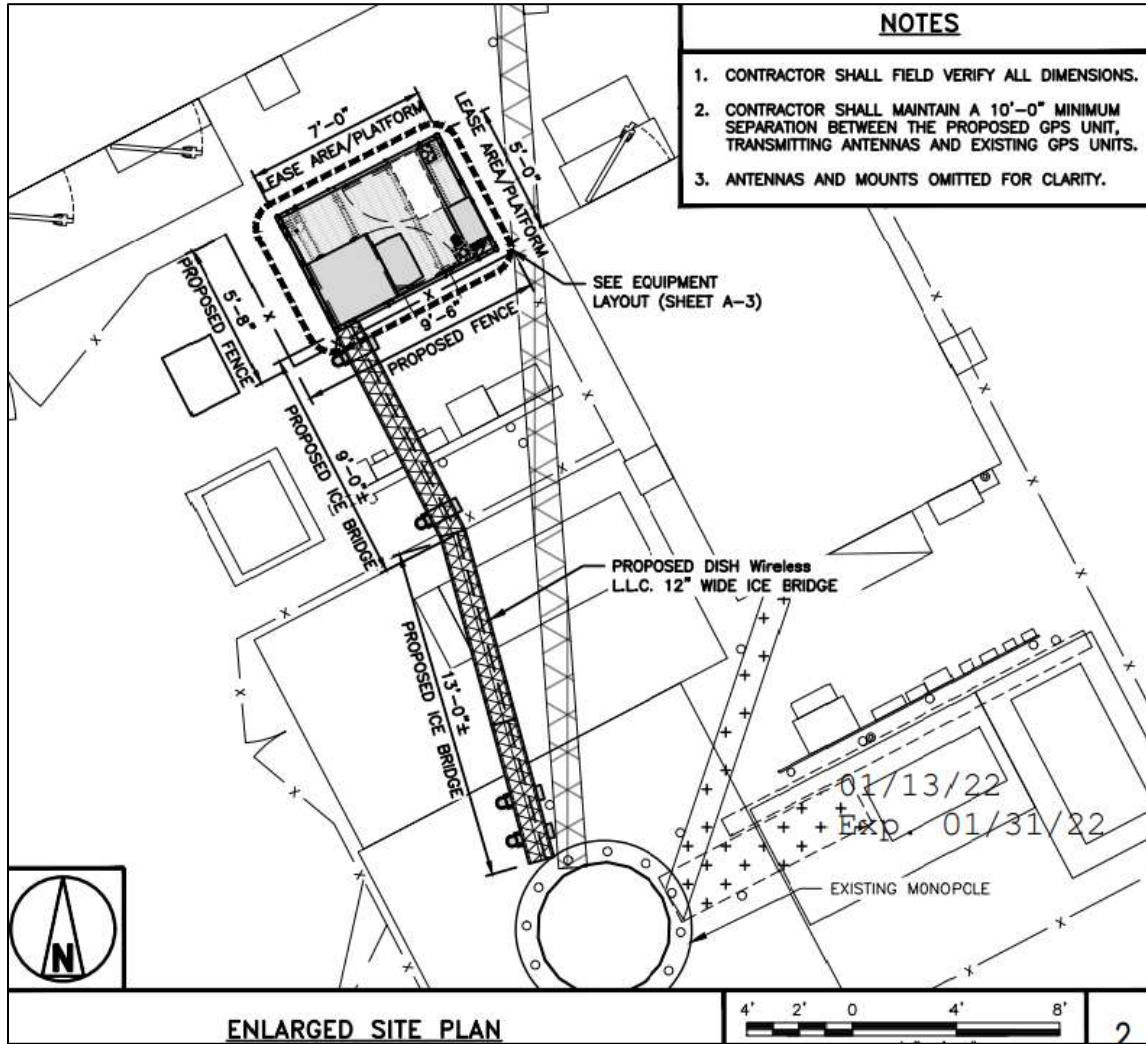 NOTES
1. CONTRACTOR SHALL FIELD VERIFY ALL DIMENSIONS.
2. CONTRACTOR SHALL MAINTAIN A 10'-0" MINIMUM
SEPARATION BETWEEN THE PROPOSED GPS UNIT,
TRANSMITTING ANTENNAS AND EXISTING GPS UNITS.
3. ANTENNAS AND MOUNTS OMITTED FOR CLARITY.
7'-0"
LEASE AREA/PLATFORM
5'-0"
LEASE
AREA/PLATFORM
SEE EQUIPMENT
LAYOUT (SHEET A-3)
5'-8"
PROPOSED FENCE
9'-6"
PROPOSED FENCE
9'-0"±
PROPOSED ICE BRIDGE
PROPOSED DISH Wireless
L.L.C. 12" WIDE ICE BRIDGE
13'-0"±
PROPOSED ICE BRIDGE
01/13/22
Exp. 01/31/22
EXISTING MONOPOLE
N
ENLARGED SITE PLAN
4' 2' 0 4' 8'
2